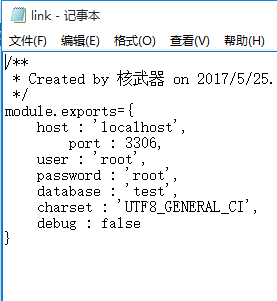 link - 记事本
文件(F) 编辑(E) 格式(O) 查看(V) 帮助(H)
/**
 * Created by 核武器 on 2017/5/25.
 */
module.exports={
    host : 'localhost',
        port : 3306,
    user : 'root',
    password : 'root',
    database : 'test',
    charset : 'UTF8_GENERAL_CI',
    debug : false
}